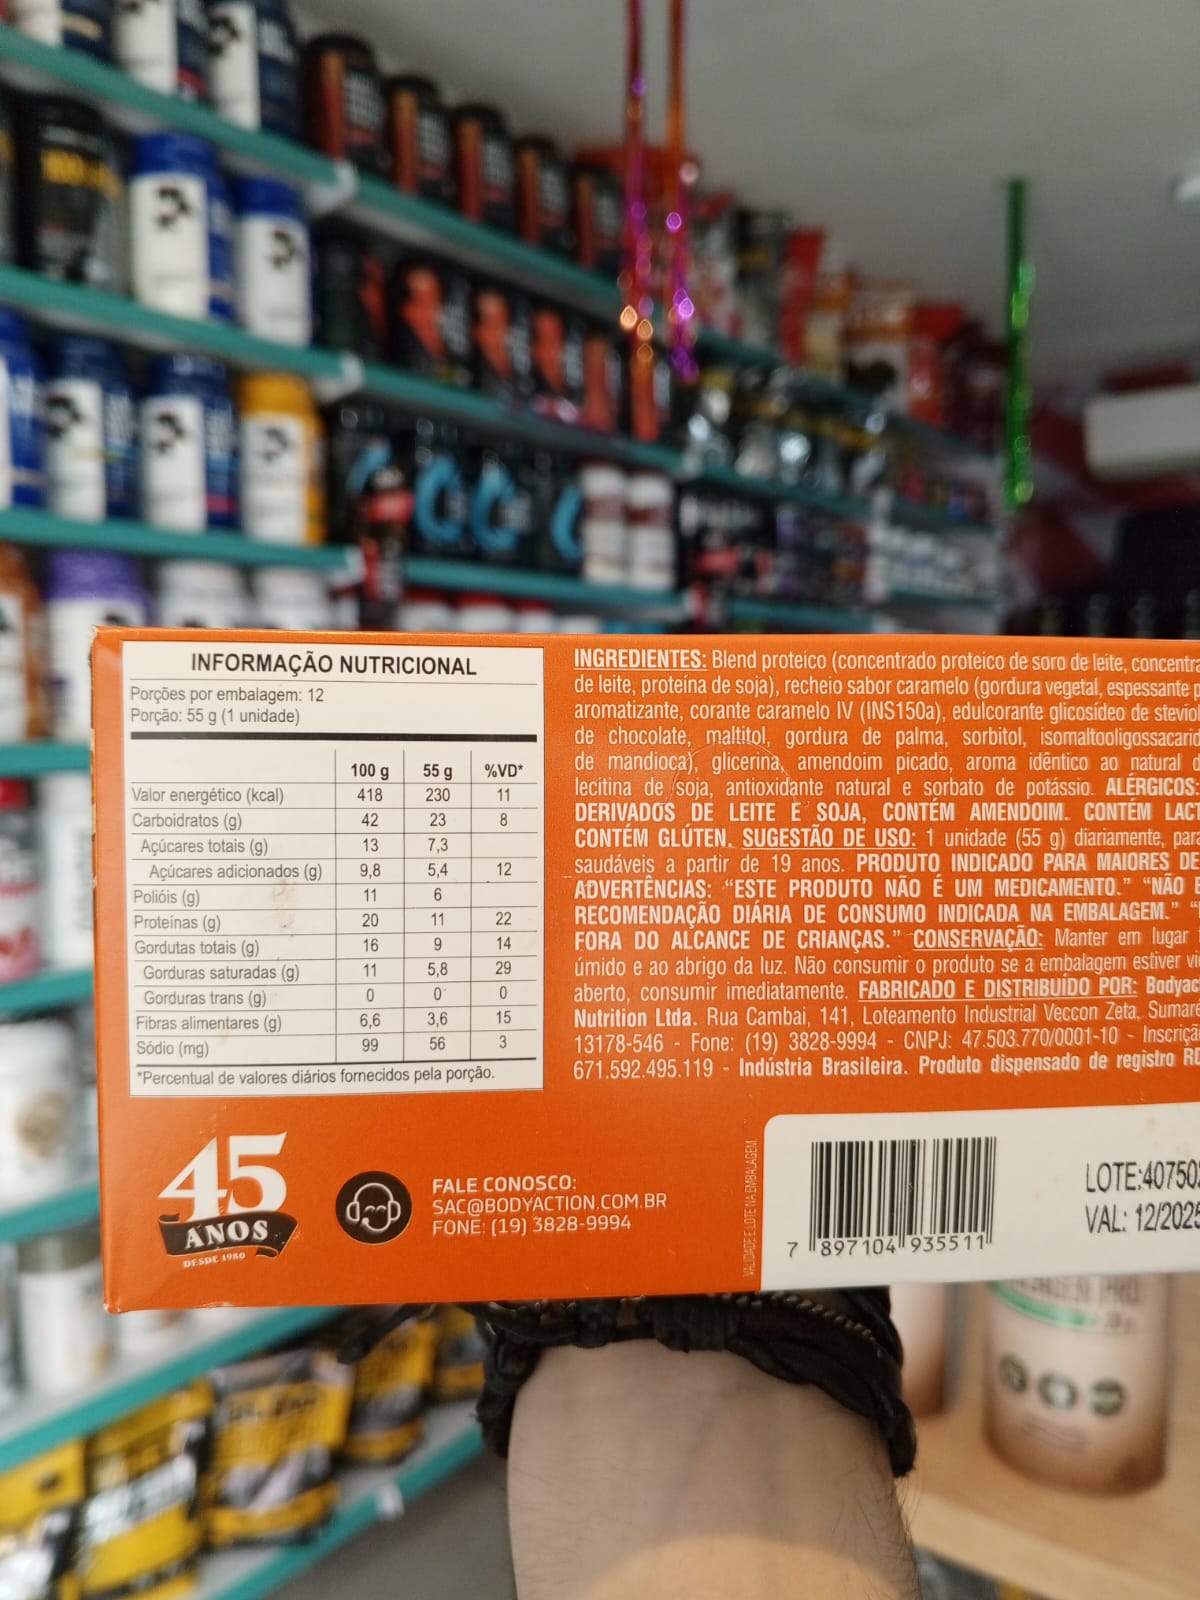 INFORMAÇÃO NUTRICIONAL
Porções por embalagem: 12
Porção: 55 g (1 unidade)
100 g 55 g %VD*
Valor energético (kcal) 418 230 11
Carboidratos (g) 42 23 8
Açúcares totais (g) 13 7,3
Açúcares adicionados (g) 9,8 5,4 12
Polióis (g) 11 6
Proteínas (g) 20 11 22
Gordutas totais (g) 16 9 14
Gorduras saturadas (g) 11 5,8 29
Gorduras trans (g) 0 0 0
Fibras alimentares (g) 6,6 3,6 15
Sódio (mg) 99 56 3
*Percentual de valores diários fornecidos pela porção.
INGREDIENTES: Blend proteico (concentrado proteico de soro de leite, concentra
de leite, proteína de soja), recheio sabor caramelo (gordura vegetal, espessante p
aromatizante, corante caramelo IV (INS150a), edulcorante glicosídeo de steviol
de chocolate, maltitol, gordura de palma, sorbitol, isomaltooligossacarid
de mandioca), glicerina, amendoim picado, aroma idêntico ao natural d
lecitina de soja, antioxidante natural e sorbato de potássio. ALÉRGICOS:
DERIVADOS DE LEITE E SOJA, CONTÉM AMENDOIM. CONTÉM LACT
CONTÉM GLÚTEN. SUGESTÃO DE USO: 1 unidade (55 g) diariamente, para
saudáveis a partir de 19 anos. PRODUTO INDICADO PARA MAIORES DE
ADVERTÊNCIAS: “ESTE PRODUTO NÃO É UM MEDICAMENTO.” “NÃO E
RECOMENDAÇÃO DIÁRIA DE CONSUMO INDICADA NA EMBALAGEM.” “
FORA DO ALCANCE DE CRIANÇAS.” CONSERVAÇÃO: Manter em lugar
úmido e ao abrigo da luz. Não consumir o produto se a embalagem estiver vi
aberto, consumir imediatamente. FABRICADO E DISTRIBUÍDO POR: Bodyac
Nutrition Ltda. Rua Cambai, 141, Loteamento Industrial Veccon Zeta, Sumaré
13178-546 - Fone: (19) 3828-9994 - CNPJ: 47.503.770/0001-10 - Inscriçã
671.592.495.119 - Indústria Brasileira. Produto dispensado de registro RD
45
ANOS
DESDE 1980
FALE CONOSCO:
SAC@BODYACTION.COM.BR
FONE: (19) 3828-9994
VALIDADE E LOTE NA EMBALAGEM
7 897104 935511
LOTE:40750
VAL: 12/2025